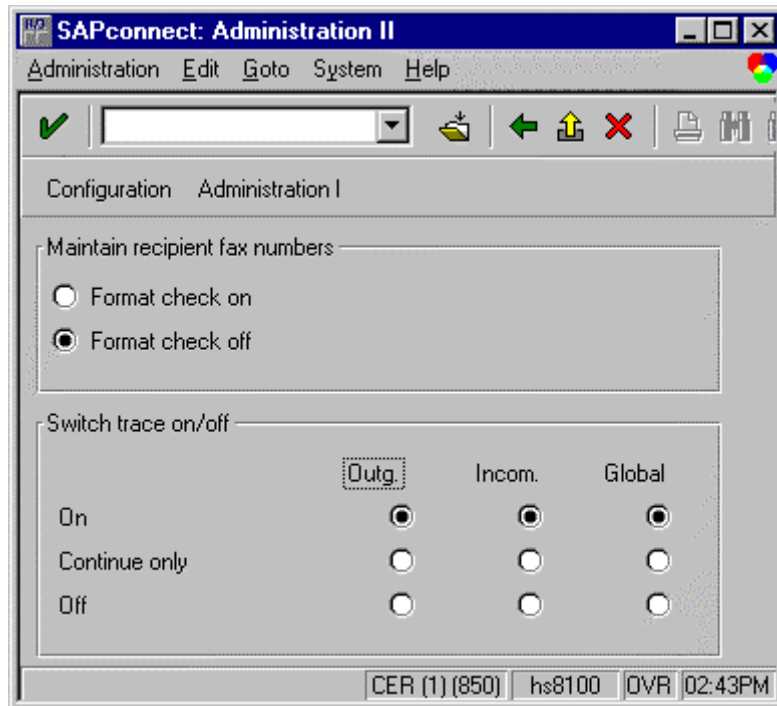 SAPconnect: Administration II
Administration Edit Goto System Help
Configuration Administration I
Maintain recipient fax numbers
Format check on
Format check off
Switch trace on/off
Outg. Incom. Global
On
Continue only
Off
CER (1) (850) hs8100 OVR 02:43PM